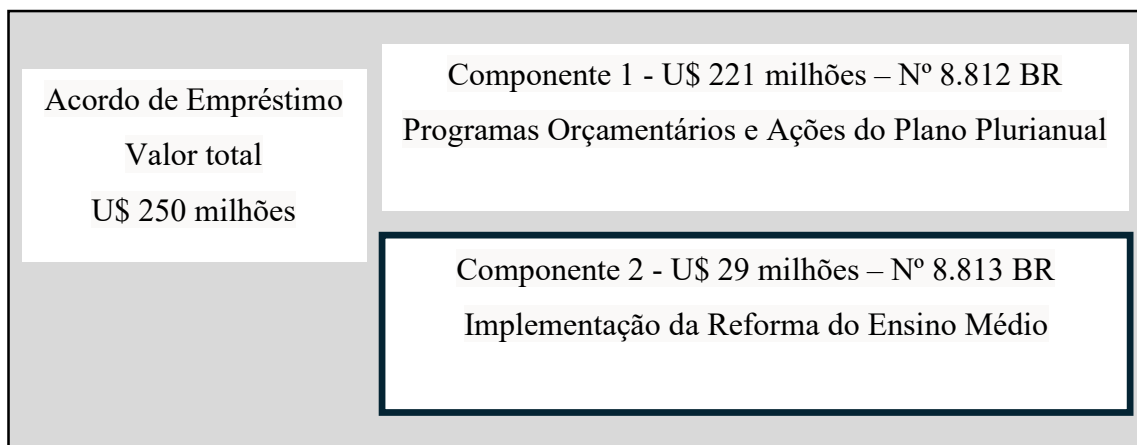 Acordo de Empréstimo
Valor total
U$ 250 milhões
Componente 1 - U$ 221 milhões – Nº 8.812 BR
Programas Orçamentários e Ações do Plano Plurianual
Componente 2 - U$ 29 milhões – Nº 8.813 BR
Implementação da Reforma do Ensino Médio